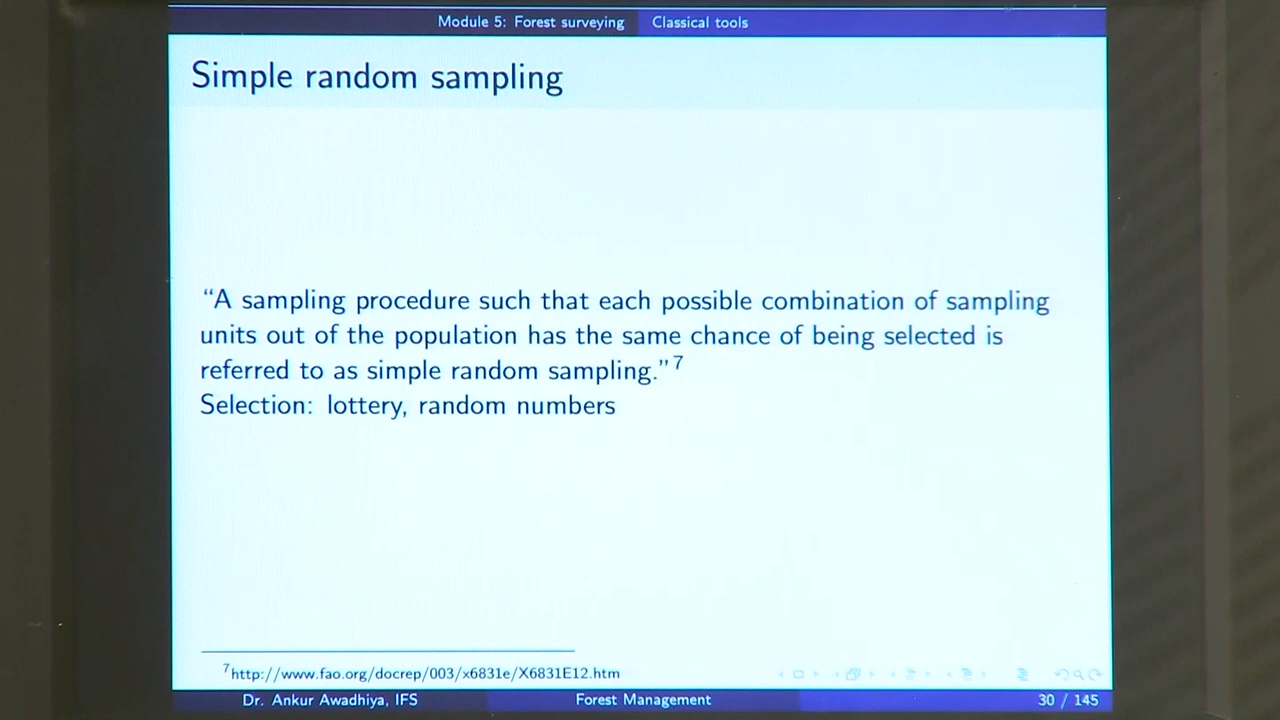 Module 5: Forest surveying Classical tools
Simple random sampling
“A sampling procedure such that each possible combination of sampling
units out of the population has the same chance of being selected is
referred to as simple random sampling.”7
Selection: lottery, random numbers
7http://www.fao.org/docrep/003/x6831e/X6831E12.htm
Dr. Ankur Awadhiya, IFS Forest Management 30 / 145